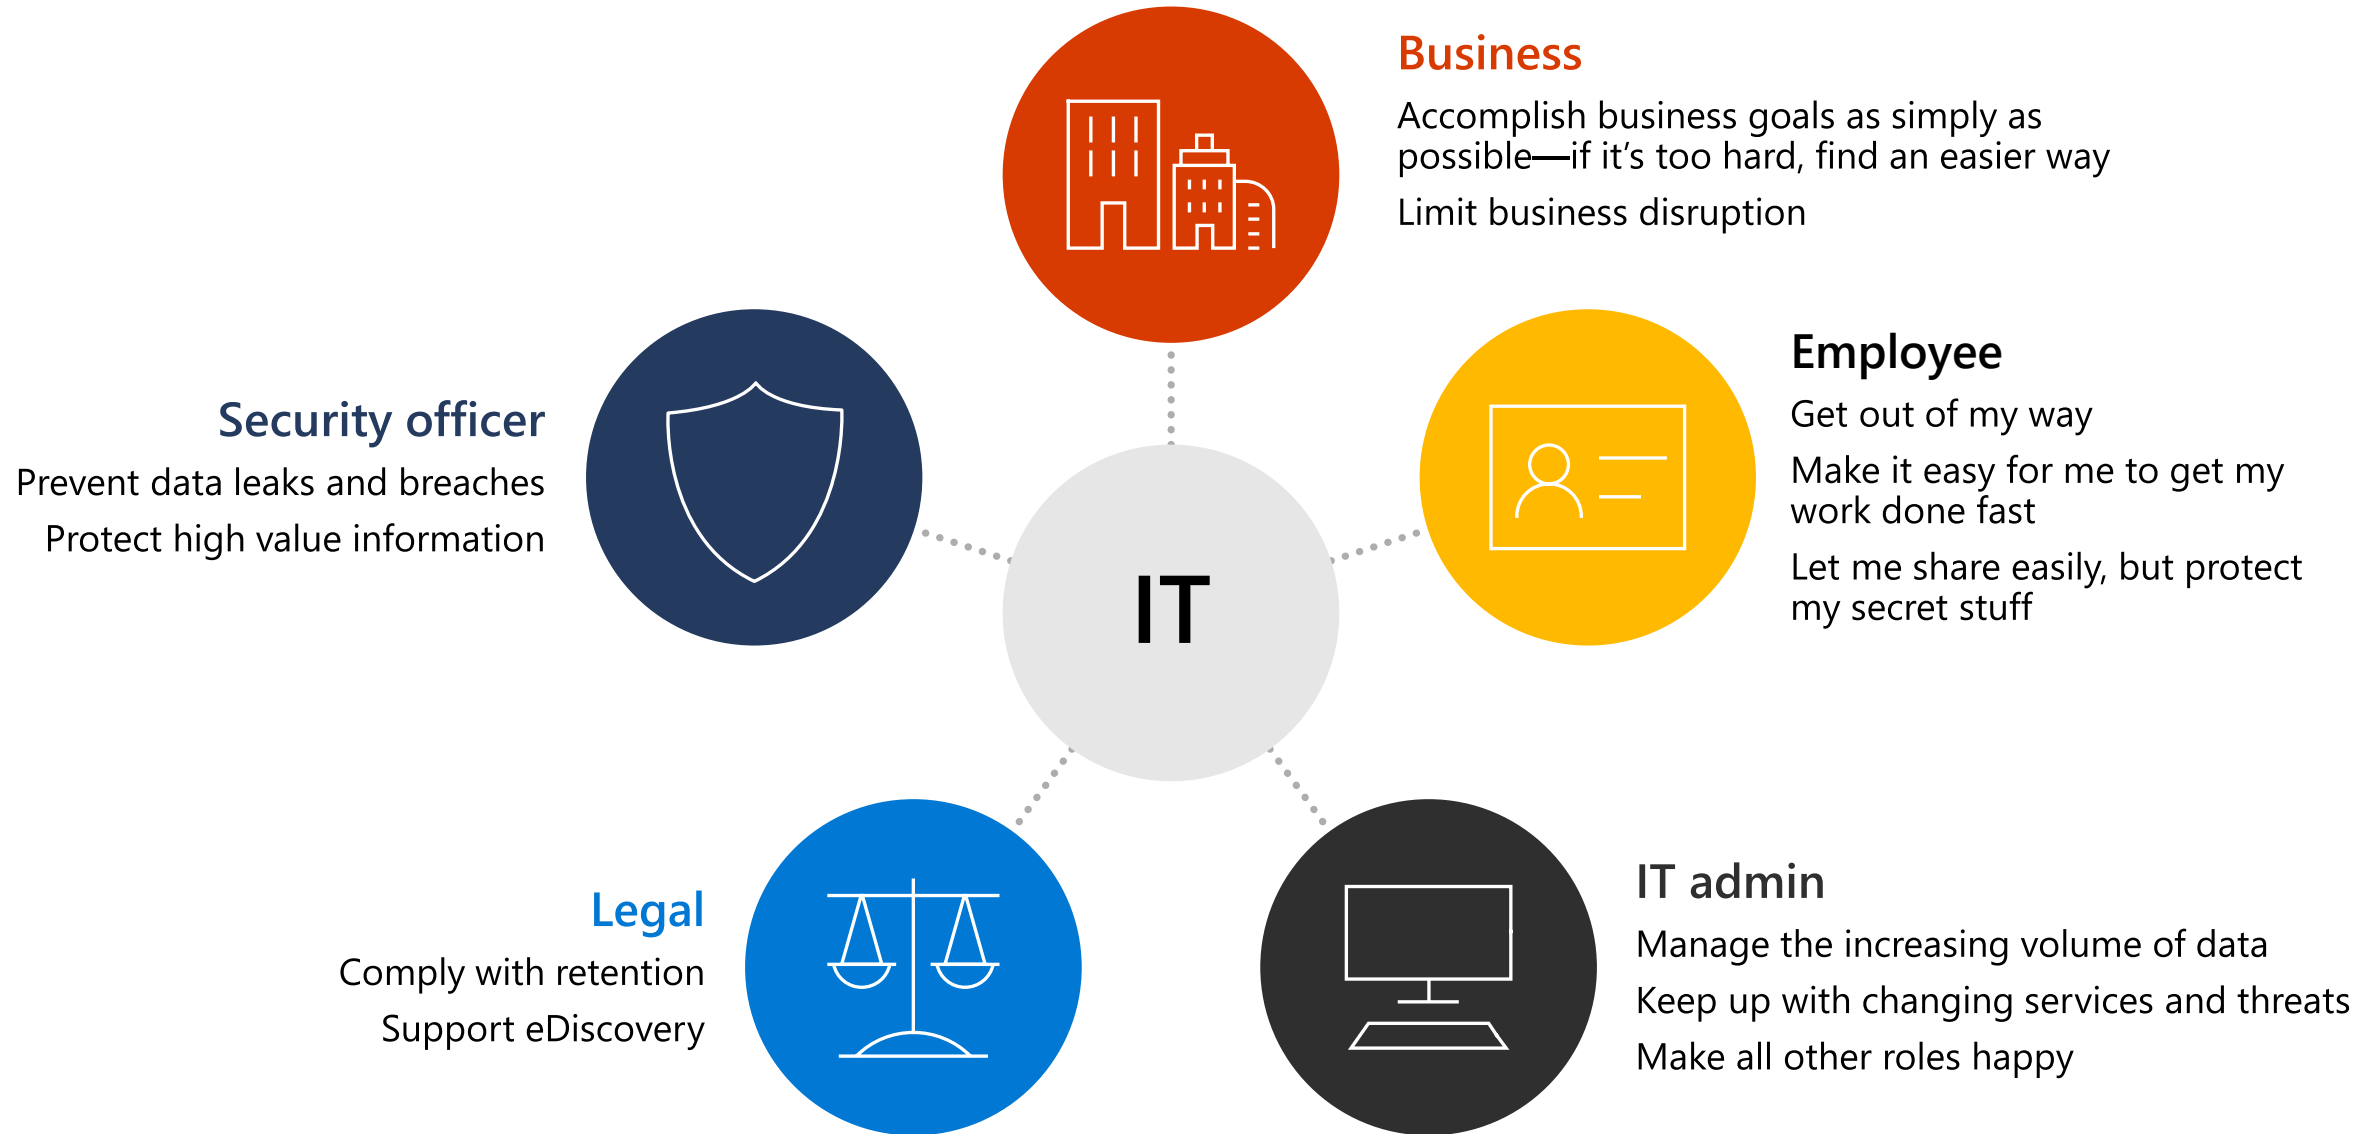 Business
Accomplish business goals as simply as
possible—if it’s too hard, find an easier way
Limit business disruption
Employee
Get out of my way
Make it easy for me to get my
work done fast
Let me share easily, but protect
my secret stuff
Security officer
Prevent data leaks and breaches
Protect high value information
IT
Legal
Comply with retention
Support eDiscovery
IT admin
Manage the increasing volume of data
Keep up with changing services and threats
Make all other roles happy